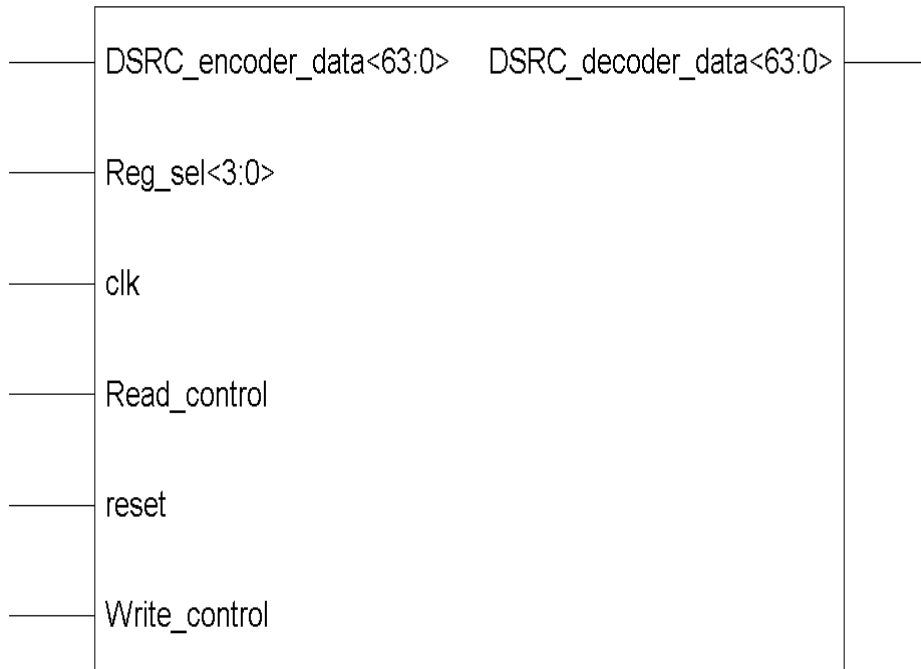 DSRC_encoder_data<63:0> DSRC_decoder_data<63:0>
Reg_sel<3:0>
clk
Read_control
reset
Write_control